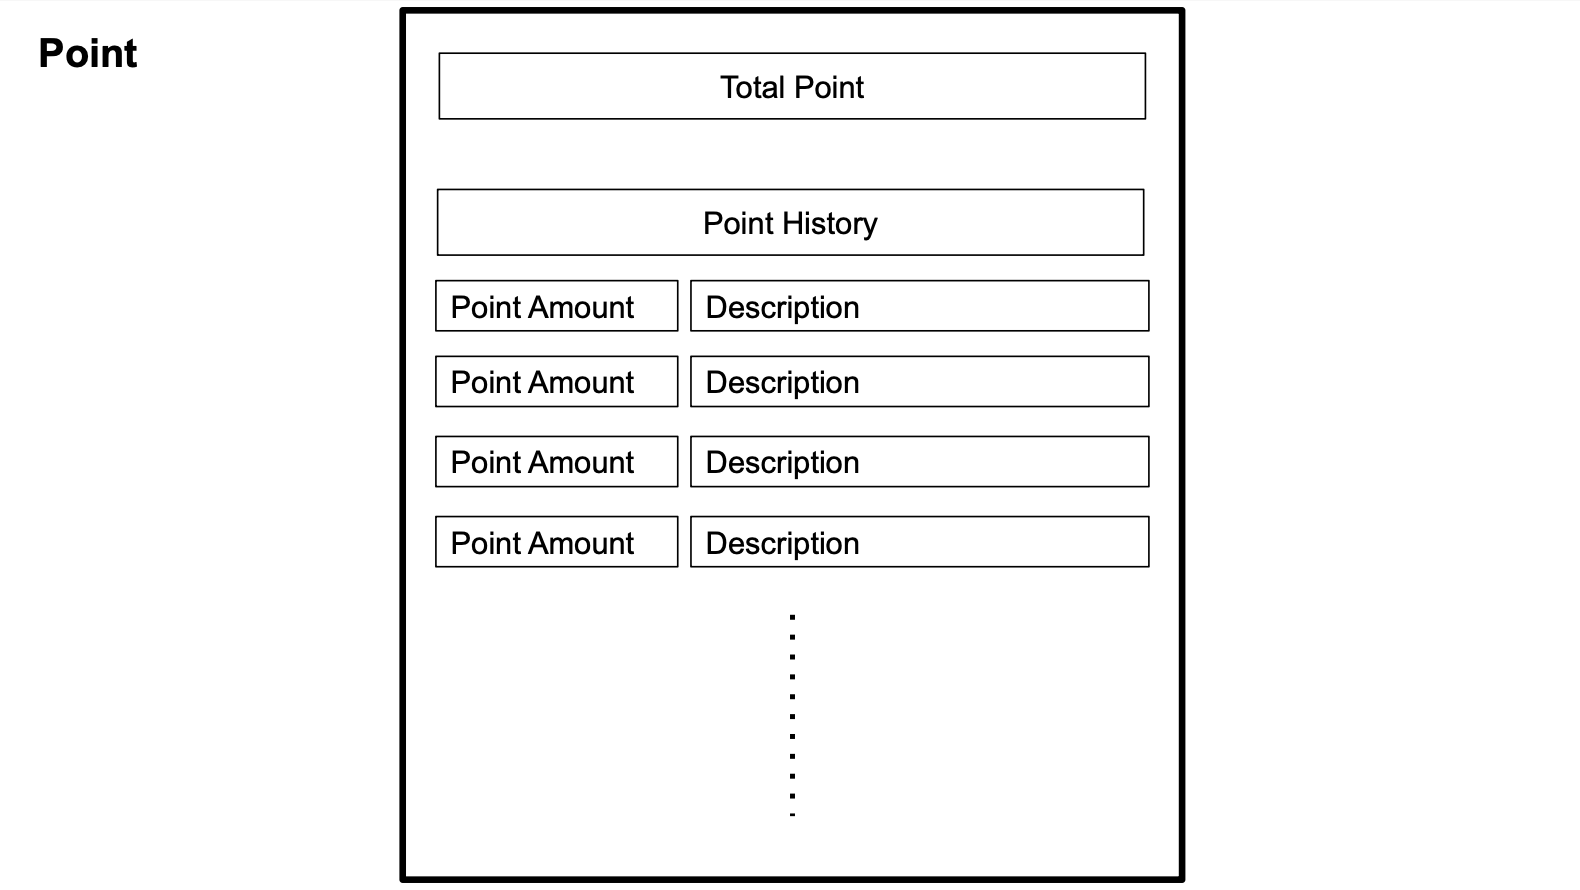 Point
Total Point
Point History
Point Amount
Description
Point Amount
Description
Point Amount
Description
Point Amount
Description